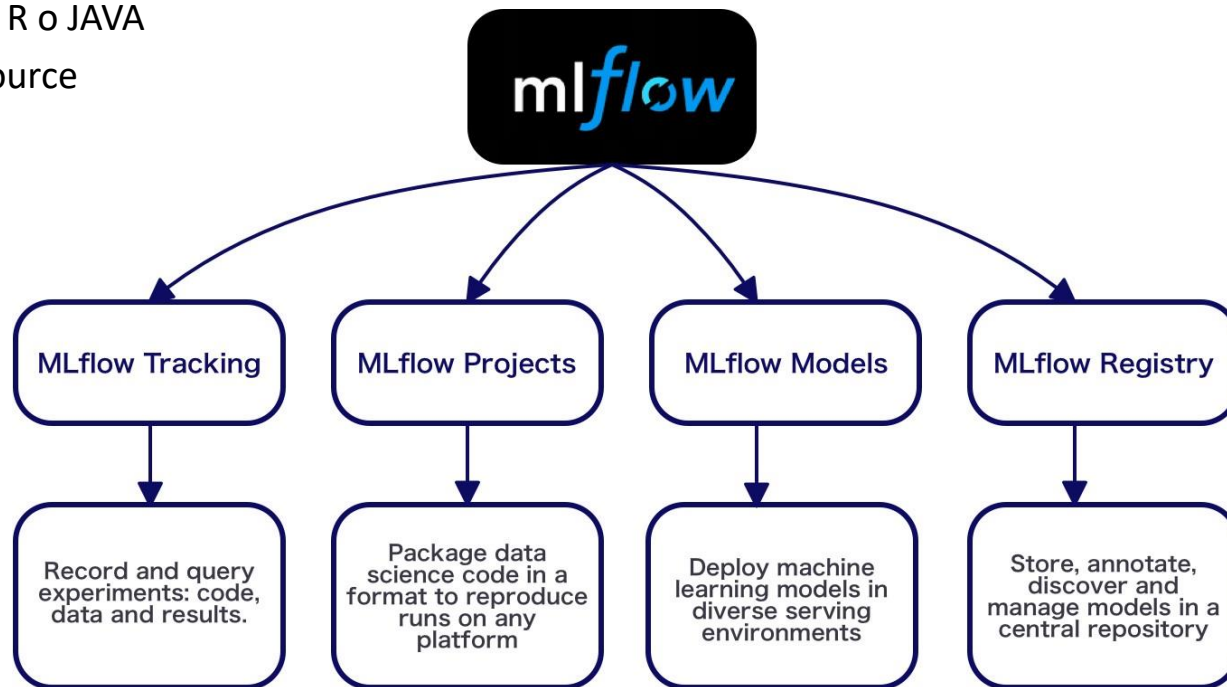 R o JAVA
ource
mlflow
MLflow Tracking
MLflow Projects
MLflow Models
MLflow Registry
Record and query
experiments: code,
data and results.
Package data
science code in a
format to reproduce
runs on any
platform
Deploy machine
learning models in
diverse serving
environments
Store, annotate,
discover and
manage models in a
central repository